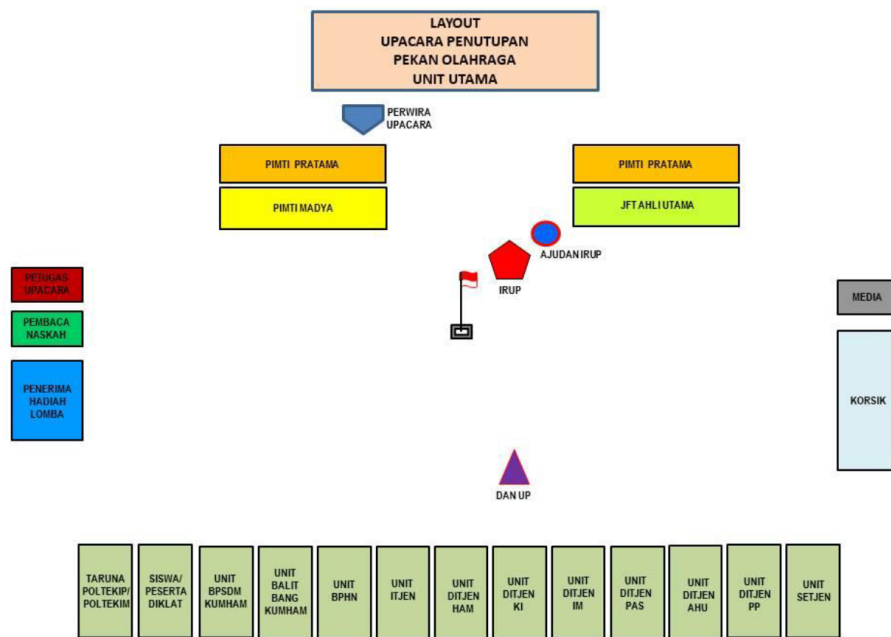 LAYOUT
UPACARA PENUTUPAN
PEKAN OLAHRAGA
UNIT UTAMA
PERWIRA
UPACARA
PIMTI PRATAMA
PIMTI PRATAMA
PIMTI MADYA
JFT AHLI UTAMA
AJUDAN IRUP
IRUP
PETUGAS
UPACARA
PEMBACA
NASKAH
PENERIMA
HADIAH
LOMBA
MEDIA
KORSIK
DAN UP
TARUNA
POLTEKIP/
POLTEKIM
SISWA/
PESERTA
DIKLAT
UNIT
BPSDM
KUMHAM
UNIT
BALIT
BANG
KUMHAM
UNIT
BPHN
UNIT
ITJEN
UNIT
DITJEN
HAM
UNIT
DITJEN
KI
UNIT
DITJEN
IM
UNIT
DITJEN
PAS
UNIT
DITJEN
AHU
UNIT
DITJEN
PP
UNIT
SETJEN